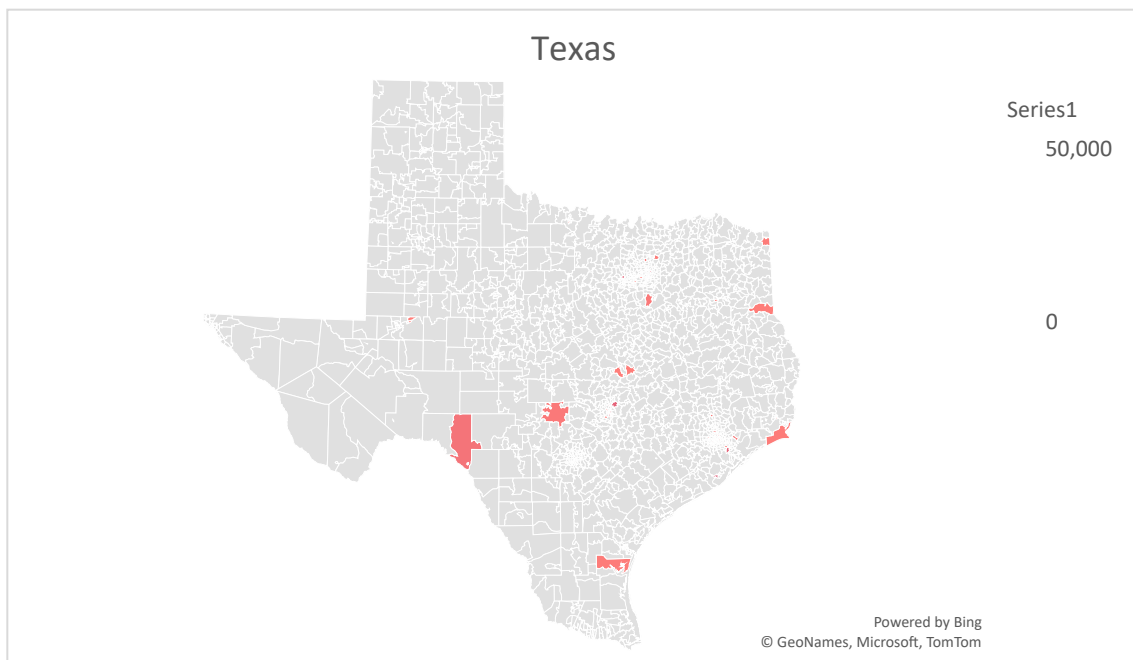 Texas
Series1
50,000
0
Powered by Bing
© GeoNames, Microsoft, TomTom